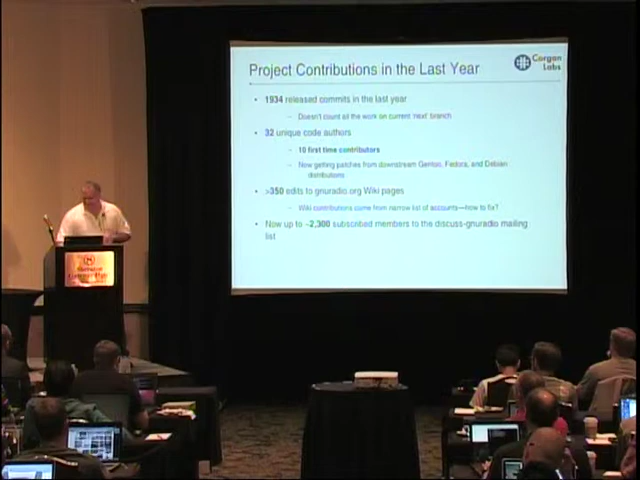 Project Contributions in the Last Year
Corgan
Labs
• 1934 released commits in the last year
– Doesn't count all the work on current 'next' branch
• 32 unique code authors
– 10 first time contributors
– Now getting patches from downstream Gentoo, Fedora, and Debian
distributions
• >350 edits to gnuradio.org Wiki pages
– Wiki contributions come from narrow list of accounts—how to fix?
• Now up to ~2,300 subscribed members to the discuss-gnuradio mailing
list
Sheraton